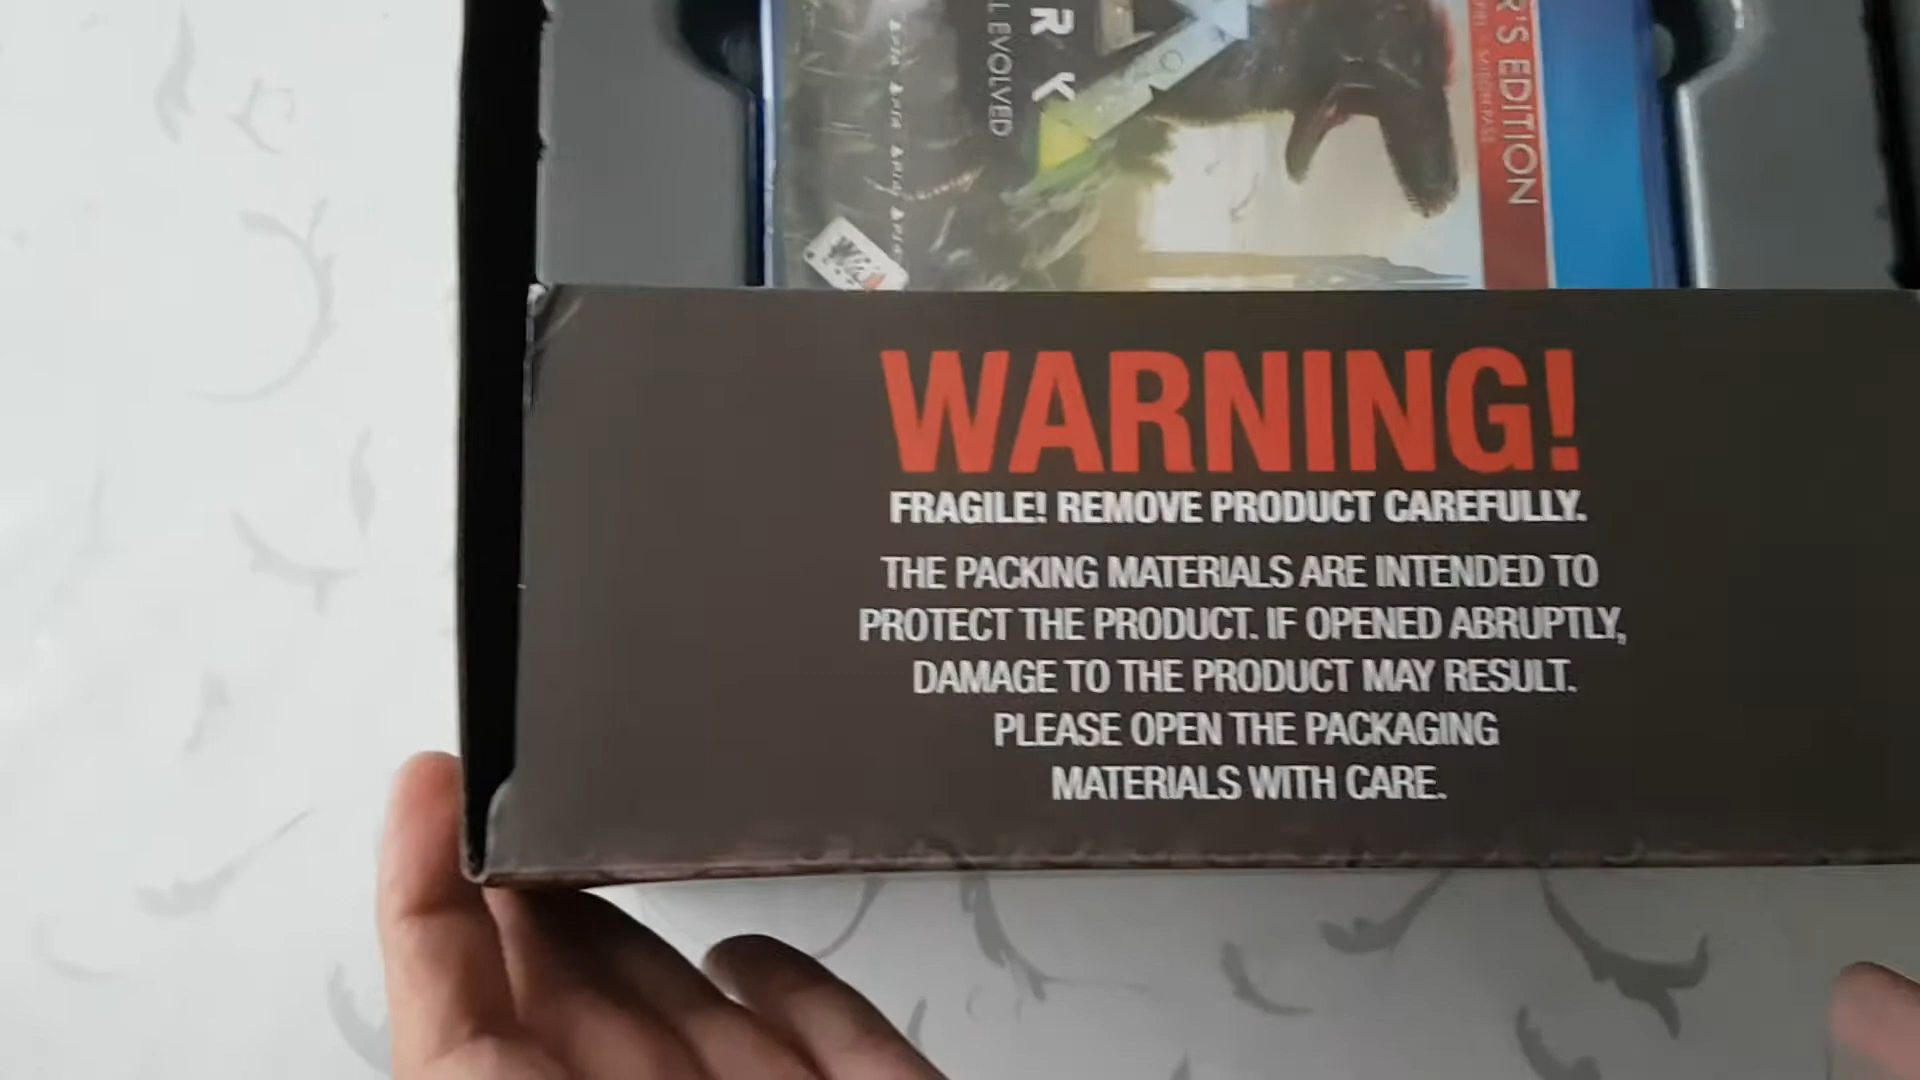 R K
L EVOLVED
R'S EDITION
WARNING!
FRAGILE! REMOVE PRODUCT CAREFULLY.
THE PACKING MATERIALS ARE INTENDED TO
PROTECT THE PRODUCT. IF OPENED ABRUPTLY,
DAMAGE TO THE PRODUCT MAY RESULT.
PLEASE OPEN THE PACKAGING
MATERIALS WITH CARE.